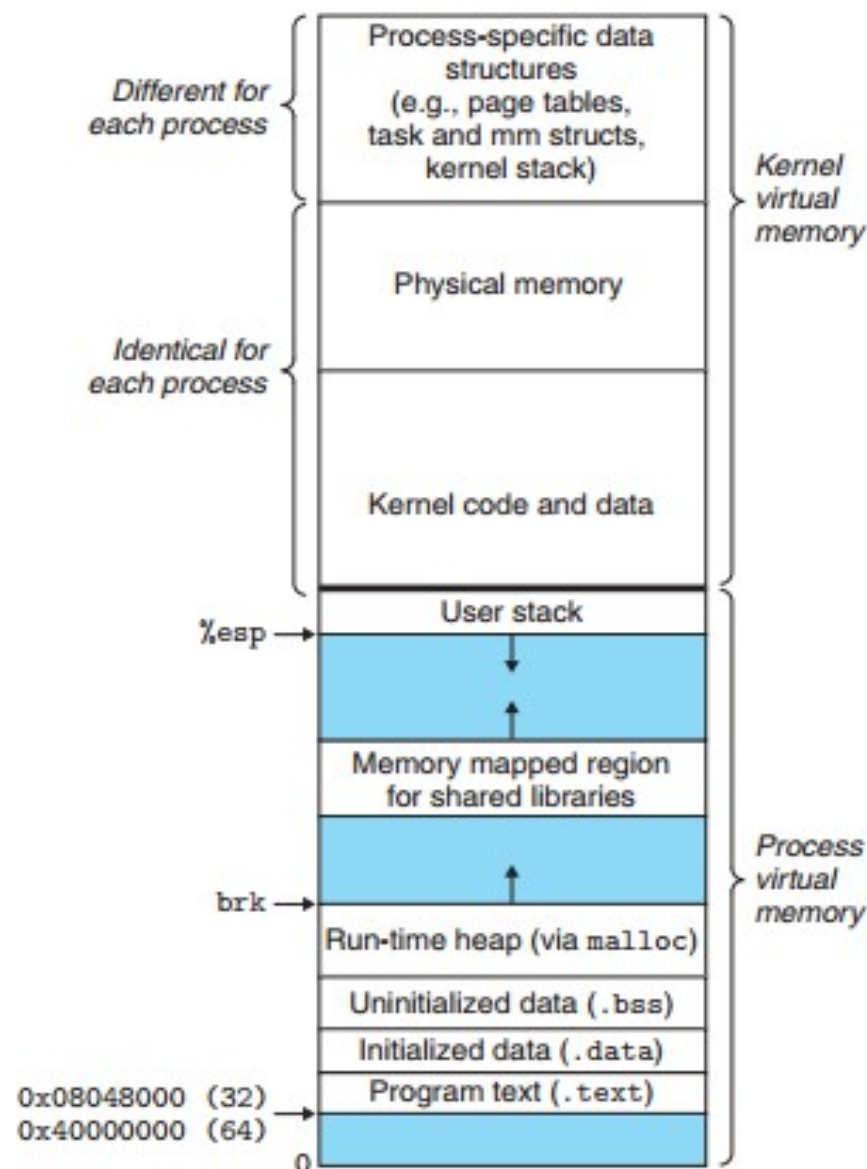 Process-specific data
structures
(e.g., page tables,
task and mm structs,
kernel stack)
Different for
each process
Kernel
virtual
memory
Physical memory
Identical for
each process
Kernel code and data
User stack
%esp
Memory mapped region
for shared libraries
Process
virtual
memory
brk
Run-time heap (via malloc)
Uninitialized data (.bss)
Initialized data (.data)
Program text (.text)
0x08048000 (32)
0x40000000 (64)
0